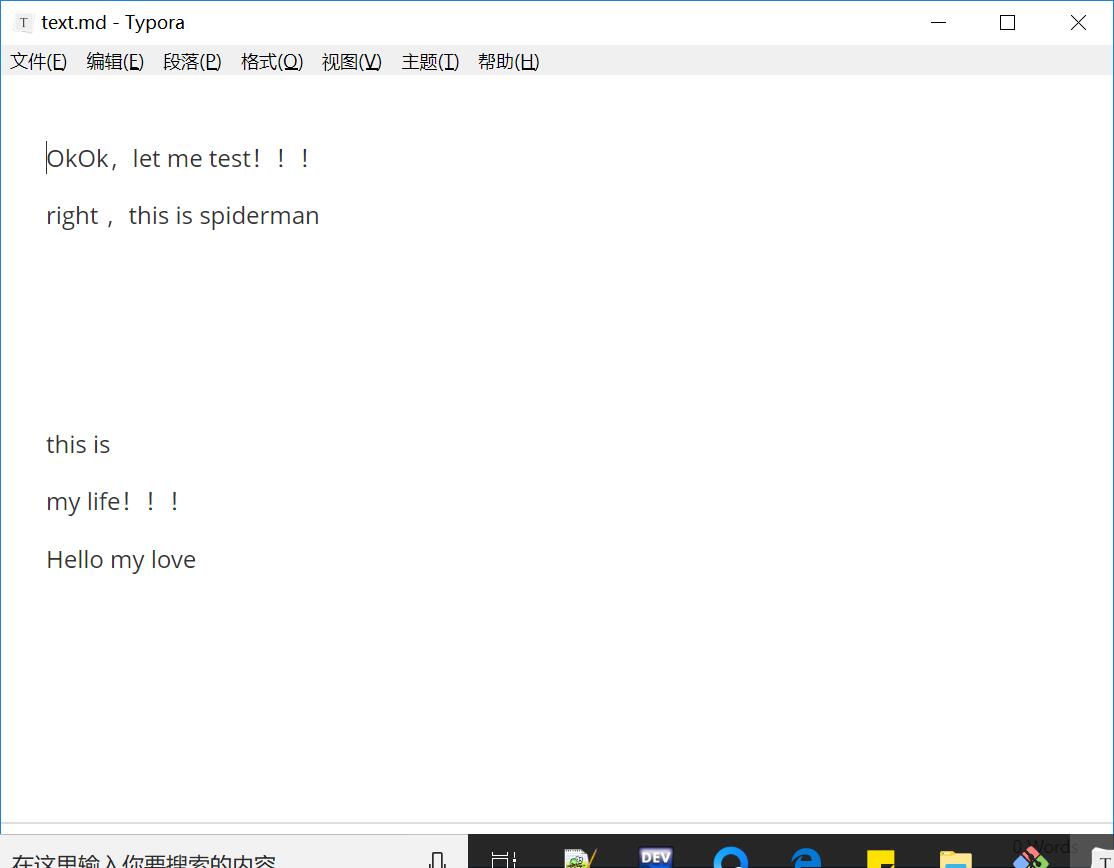 text.md - Typora
文件(F) 编辑(E) 段落(P) 格式(O) 视图(V) 主题(T) 帮助(H)
OkOk，let me test！！！
right ，this is spiderman
this is
my life！！！
Hello my love
0 Words
在这里输入你要搜索的内容
DEV